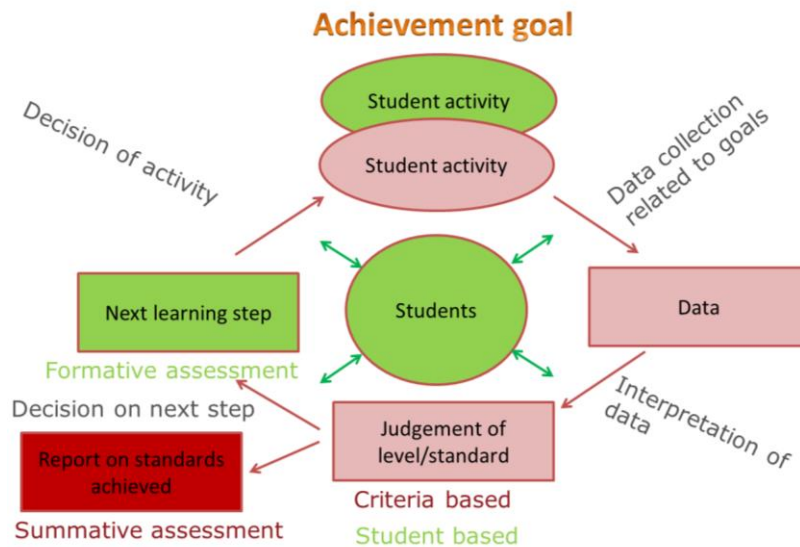 Achievement goal
Student activity
Student activity
Decision of activity
Data collection
related to goals
Next learning step
Students
Data
Formative assessment
Decision on next step
Interpretation of
data
Judgement of
level/standard
Report on standards
achieved
Criteria based
Summative assessment
Student based